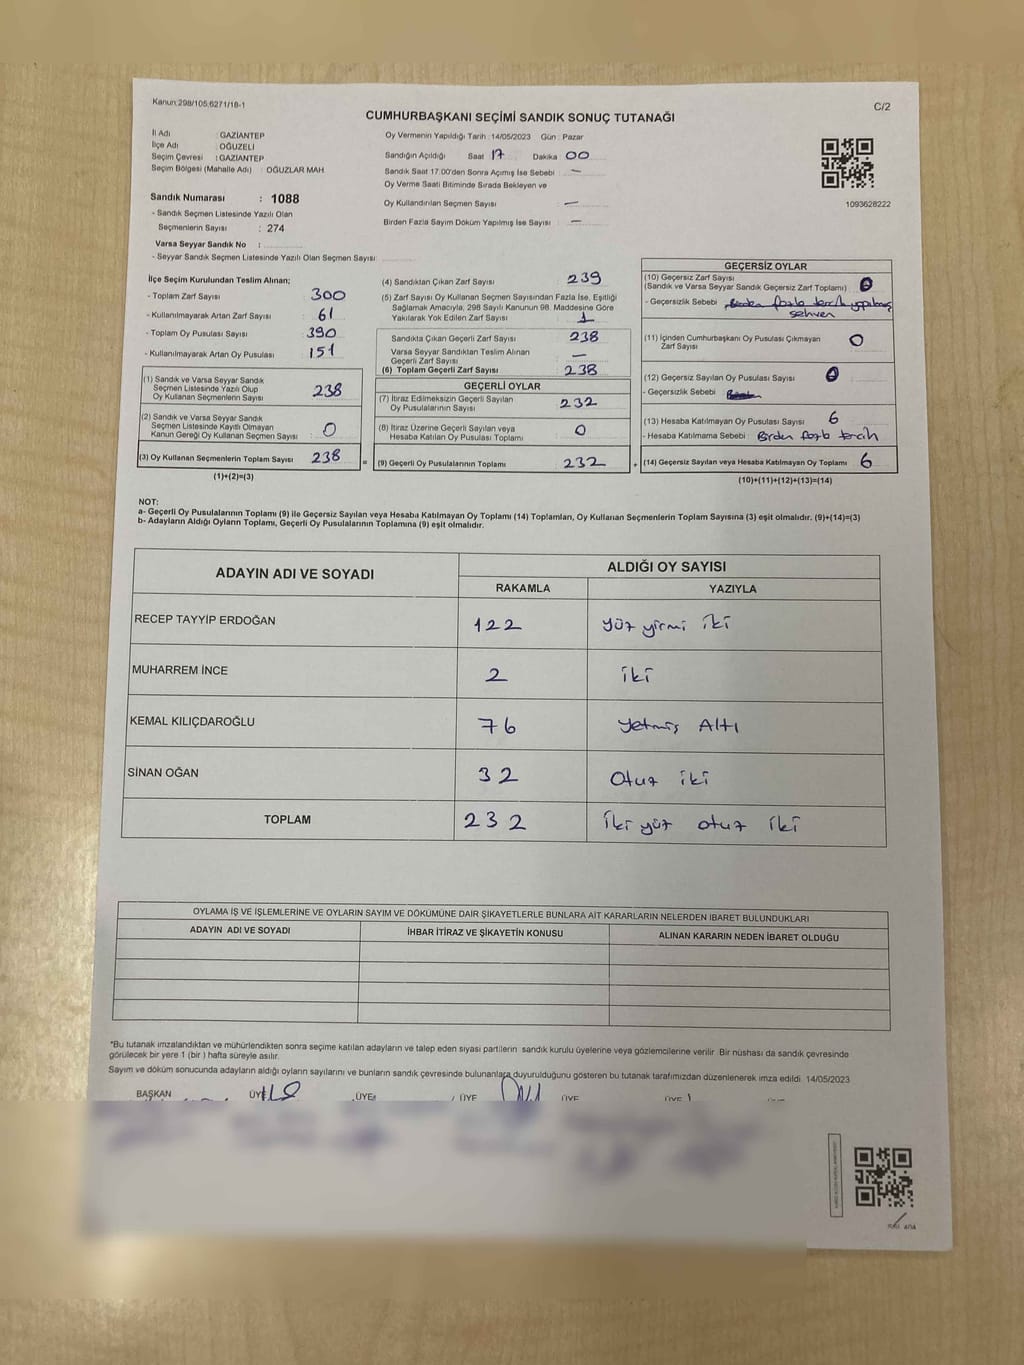 Kanun:298/105,6271/18-1
C/2
CUMHURBAŞKANI SEÇİMİ SANDIK SONUÇ TUTANAĞI
İl Adı : GAZİANTEP
İlçe Adı : OĞUZELİ
Seçim Çevresi : GAZİANTEP
Seçim Bölgesi (Mahalle Adı) : OĞUZLAR MAH.
Sandık Numarası : 1088
- Sandık Seçmen Listesinde Yazılı Olan
Seçmenlerin Sayısı : 274
Varsa Seyyar Sandık No :
- Seyyar Sandık Seçmen Listesinde Yazılı Olan Seçmen Sayısı:
Oy Vermenin Yapıldığı Tarih :14/05/2023 Gün : Pazar
Sandığın Açıldığı Saat 17 Dakika 00
Sandık Saat 17.00'den Sonra Açımış İse Sebebi : —
Oy Verme Saati Bitiminde Sırada Bekleyen ve
Oy Kullandırılan Seçmen Sayısı : —
Birden Fazla Sayım Döküm Yapılmış İse Sayısı : —
1093628222
İlçe Seçim Kurulundan Teslim Alınan;
- Toplam Zarf Sayısı : 300
- Kullanılmayarak Artan Zarf Sayısı : 61
- Toplam Oy Pusulası Sayısı : 390
- Kullanılmayarak Artan Oy Pusulası : 151
(1) Sandık ve Varsa Seyyar Sandık
Seçmen Listesinde Yazılı Olup
Oy Kullanan Seçmenlerin Sayısı : 238
(2) Sandık ve Varsa Seyyar Sandık
Seçmen Listesinde Kayıtlı Olmayan
Kanun Gereği Oy Kullanan Seçmen Sayısı : 0
(3) Oy Kullanan Seçmenlerin Toplam Sayısı : 238
(1)+(2)=(3)
(4) Sandıktan Çıkan Zarf Sayısı : 239
(5) Zarf Sayısı Oy Kullanan Seçmen Sayısından Fazla İse, Eşitliği
Sağlamak Amacıyla, 298 Sayılı Kanunun 98. Maddesine Göre
Yakılarak Yok Edilen Zarf Sayısı : 1
Sandıkta Çıkan Geçerli Zarf Sayısı : 238
Varsa Seyyar Sandıktan Teslim Alınan
Geçerli Zarf Sayısı : —
(6) Toplam Geçerli Zarf Sayısı : 238
GEÇERLİ OYLAR
(7) İtiraz Edilmeksizin Geçerli Sayılan
Oy Pusulalarının Sayısı : 232
(8) İtiraz Üzerine Geçerli Sayılan veya
Hesaba Katılan Oy Pusulası Toplamı : 0
= (9) Geçerli Oy Pusulalarının Toplamı : 232
GEÇERSİZ OYLAR
(10) Geçersiz Zarf Sayısı
(Sandık ve Varsa Seyyar Sandık Geçersiz Zarf Toplamı) : 0
- Geçersizlik Sebebi : Birden fazla tercih yapılmış
sehven
(11) İçinden Cumhurbaşkanı Oy Pusulası Çıkmayan
Zarf Sayısı : 0
(12) Geçersiz Sayılan Oy Pusulası Sayısı : 0
- Geçersizlik Sebebi :
(13) Hesaba Katılmayan Oy Pusulası Sayısı : 6
- Hesaba Katılmama Sebebi : Birden fazla tercih
+ (14) Geçersiz Sayılan veya Hesaba Katılmayan Oy Toplamı : 6
(10)+(11)+(12)+(13)=(14)
NOT:
a- Geçerli Oy Pusulalarının Toplamı (9) ile Geçersiz Sayılan veya Hesaba Katılmayan Oy Toplamı (14) Toplamları, Oy Kullanan Seçmenlerin Toplam Sayısına (3) eşit olmalıdır. (9)+(14)=(3)
b- Adayların Aldığı Oyların Toplamı, Geçerli Oy Pusulalarının Toplamına (9) eşit olmalıdır.
ADAYIN ADI VE SOYADI
ALDIĞI OY SAYISI
RAKAMLA YAZIYLA
RECEP TAYYİP ERDOĞAN 122 yüz yirmi iki
MUHARREM İNCE 2 iki
KEMAL KILIÇDAROĞLU 76 Yetmiş Altı
SİNAN OĞAN 32 Otuz iki
TOPLAM 232 İki yüz otuz iki
OYLAMA İŞ VE İŞLEMLERİNE VE OYLARIN SAYIM VE DÖKÜMÜNE DAİR ŞİKAYETLERLE BUNLARA AİT KARARLARIN NELERDEN İBARET BULUNDUKLARI
ADAYIN ADI VE SOYADI İHBAR İTİRAZ VE ŞİKAYETİN KONUSU ALINAN KARARIN NEDEN İBARET OLDUĞU
*Bu tutanak imzalandıktan ve mühürlendikten sonra seçime katılan adayların ve talep eden siyasi partilerin sandık kurulu üyelerine veya gözlemcilerine verilir. Bir nüshası da sandık çevresinde
görülecek bir yere 1 (bir ) hafta süreyle asılır.
Sayım ve döküm sonucunda adayların aldığı oyların sayılarını ve bunların sandık çevresinde bulunanlara duyurulduğunu gösteren bu tutanak tarafımızdan düzenlenerek imza edildi. 14/05/2023
BAŞKAN ÜYE ÜYE ÜYE ÜYE ÜYE